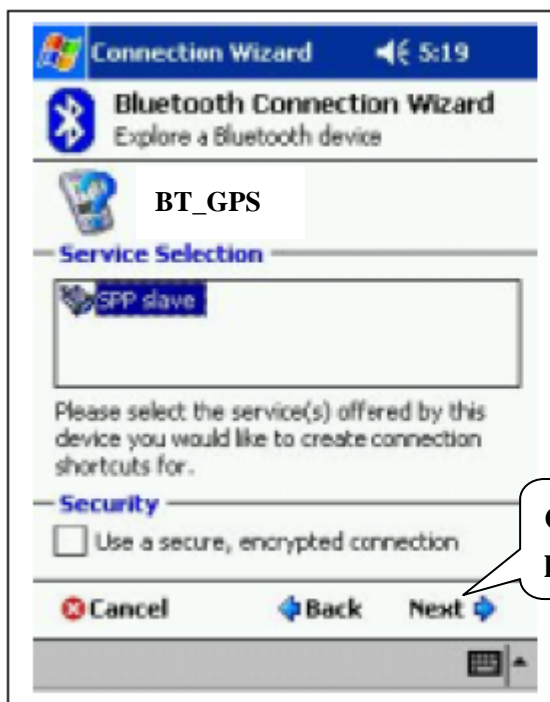 Connection Wizard 5:19
Bluetooth Connection Wizard
Explore a Bluetooth device
BT_GPS
Service Selection
SPP slave
Please select the service(s) offered by this
device you would like to create connection
shortcuts for.
Security
Use a secure, encrypted connection
Cancel Back Next